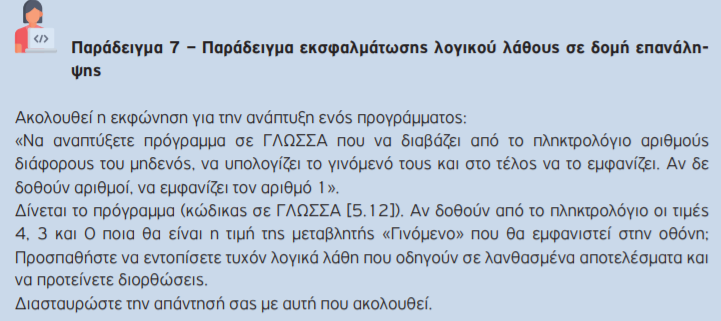 </>
Παράδειγμα 7 – Παράδειγμα εκσφαλμάτωσης λογικού λάθους σε δομή επανάλη-
ψης
Ακολουθεί η εκφώνηση για την ανάπτυξη ενός προγράμματος:
«Να αναπτύξετε πρόγραμμα σε ΓΛΩΣΣΑ που να διαβάζει από το πληκτρολόγιο αριθμούς
διάφορους του μηδενός, να υπολογίζει το γινόμενό τους και στο τέλος να το εμφανίζει. Αν δε
δοθούν αριθμοί, να εμφανίζει τον αριθμό 1».
Δίνεται το πρόγραμμα (κώδικας σε ΓΛΩΣΣΑ [5.12]). Αν δοθούν από το πληκτρολόγιο οι τιμές
4, 3 και 0 ποια θα είναι η τιμή της μεταβλητής «Γινόμενο» που θα εμφανιστεί στην οθόνη;
Προσπαθήστε να εντοπίσετε τυχόν λογικά λάθη που οδηγούν σε λανθασμένα αποτελέσματα και
να προτείνετε διορθώσεις.
Διασταυρώστε την απάντησή σας με αυτή που ακολουθεί.